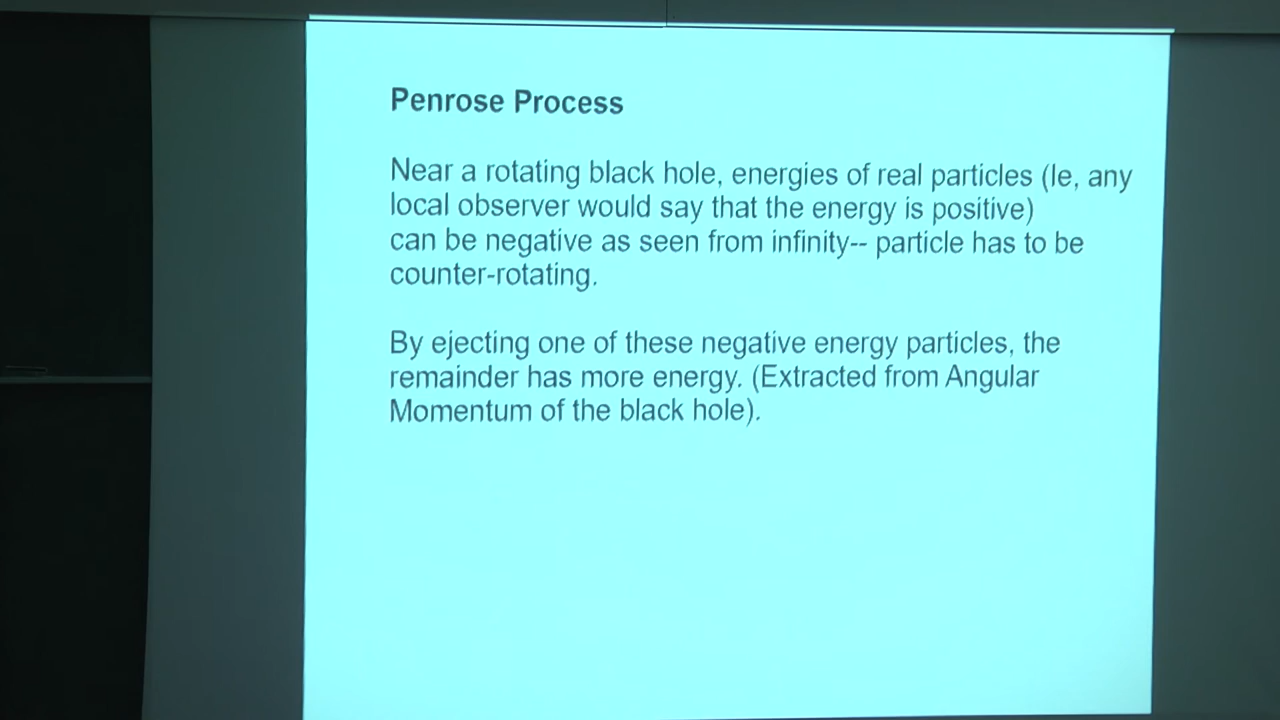 Penrose Process
Near a rotating black hole, energies of real particles (Ie, any
local observer would say that the energy is positive)
can be negative as seen from infinity-- particle has to be
counter-rotating.
By ejecting one of these negative energy particles, the
remainder has more energy. (Extracted from Angular
Momentum of the black hole).